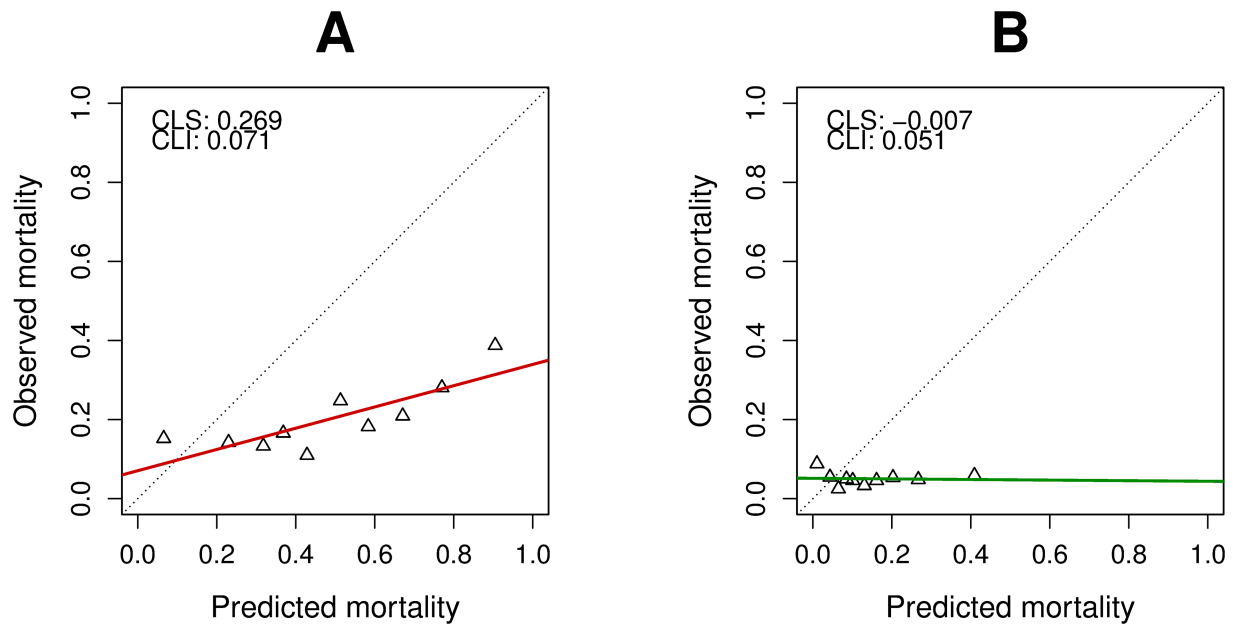 A
CLS: 0.269
CLI: 0.071
Observed mortality
1.0
0.8
0.6
0.4
0.2
0.0
0.0 0.2 0.4 0.6 0.8 1.0
Predicted mortality
B
CLS: −0.007
CLI: 0.051
Observed mortality
1.0
0.8
0.6
0.4
0.2
0.0
0.0 0.2 0.4 0.6 0.8 1.0
Predicted mortality